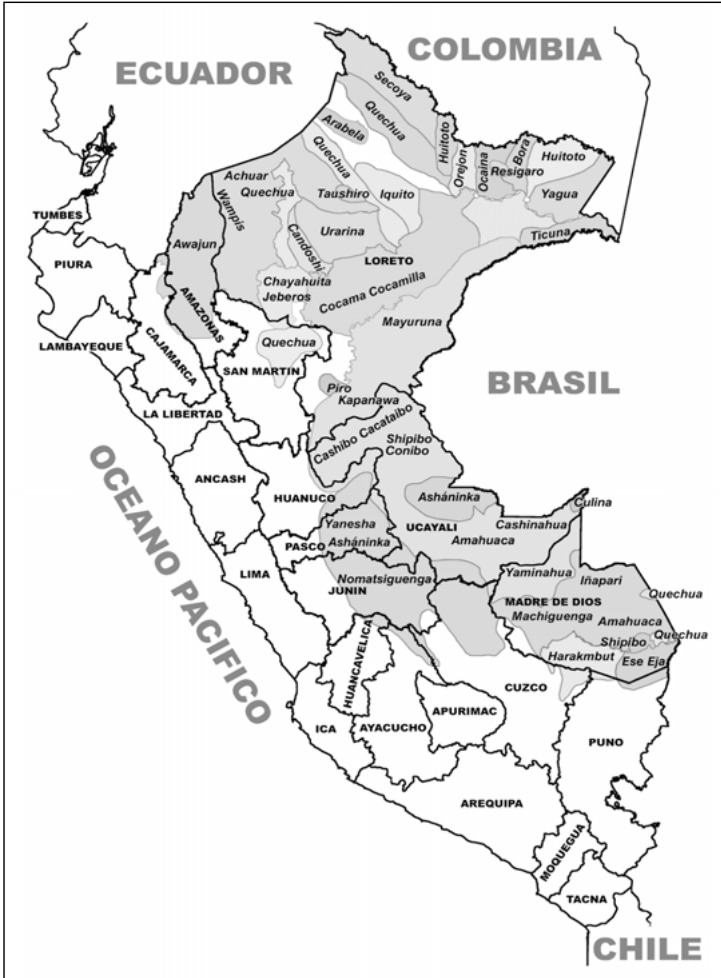 COLOMBIA
ECUADOR
Secoya
Quechua
Arabela
Huitoto
Orejon
Ocaina
Bora
Resigaro
Huitoto
Yagua
Ticuna
Achuar
Quechua
Quechua
Taushiro
Iquito
Wampis
Candoshi
Urarina
LORETO
Awajun
TUMBES
PIURA
AMAZONAS
Chayahuita
Jeberos
Cocama Cocamilla
Mayuruna
LAMBAYEQUE
CAJAMARCA
Quechua
SAN MARTIN
BRASIL
Piro
Kapanawa
LA LIBERTAD
Cashibo Cacataibo
Shipibo
Conibo
OCEANO PACIFICO
ANCASH
HUANUCO
Asháninka
Culina
UCAYALI
Cashinahua
Amahuaca
Yanesha
PASCO
Asháninka
LIMA
Nomatsiguenga
JUNIN
Yaminahua
Iñapari
Quechua
MADRE DE DIOS
Machiguenga
Amahuaca
Quechua
Shipibo
Harakmbut
Ese Eja
HUANCAVELICA
CUZCO
ICA
AYACUCHO
APURIMAC
PUNO
AREQUIPA
MOQUEGUA
TACNA
CHILE